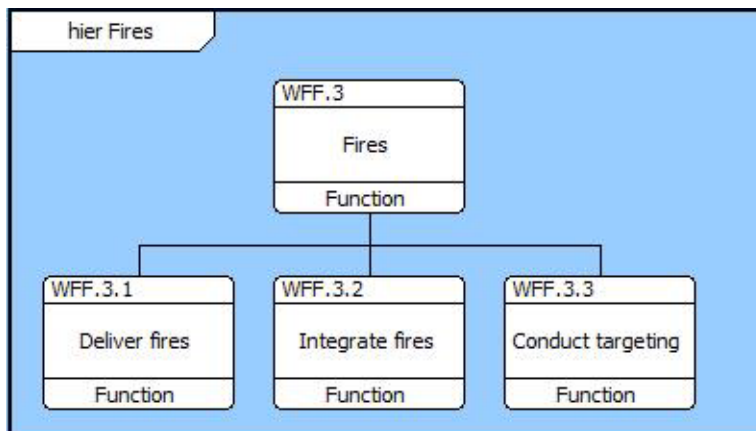 hier Fires
WFF.3
Fires
Function
WFF.3.1
Deliver fires
Function
WFF.3.2
Integrate fires
Function
WFF.3.3
Conduct targeting
Function